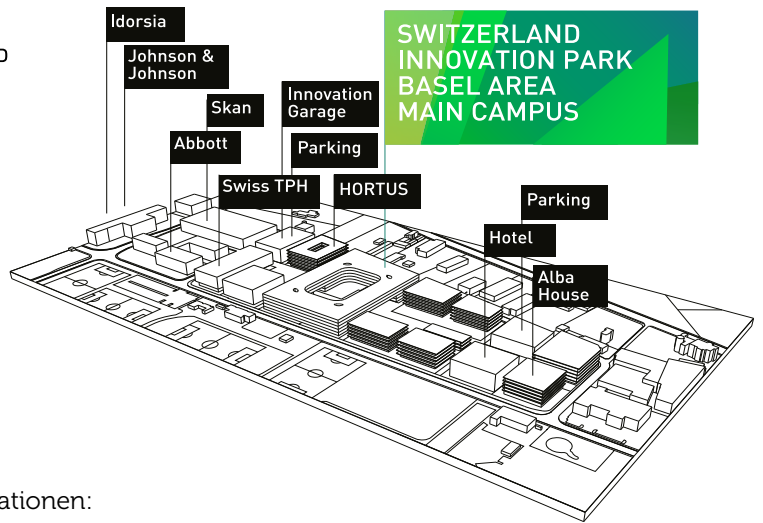 Idorsia
Johnson &
Johnson
Skan
Abbott
Swiss TPH
Innovation
Garage
Parking
HORTUS
SWITZERLAND
INNOVATION PARK
BASEL AREA
MAIN CAMPUS
Parking
Hotel
Alba
House
ationen: